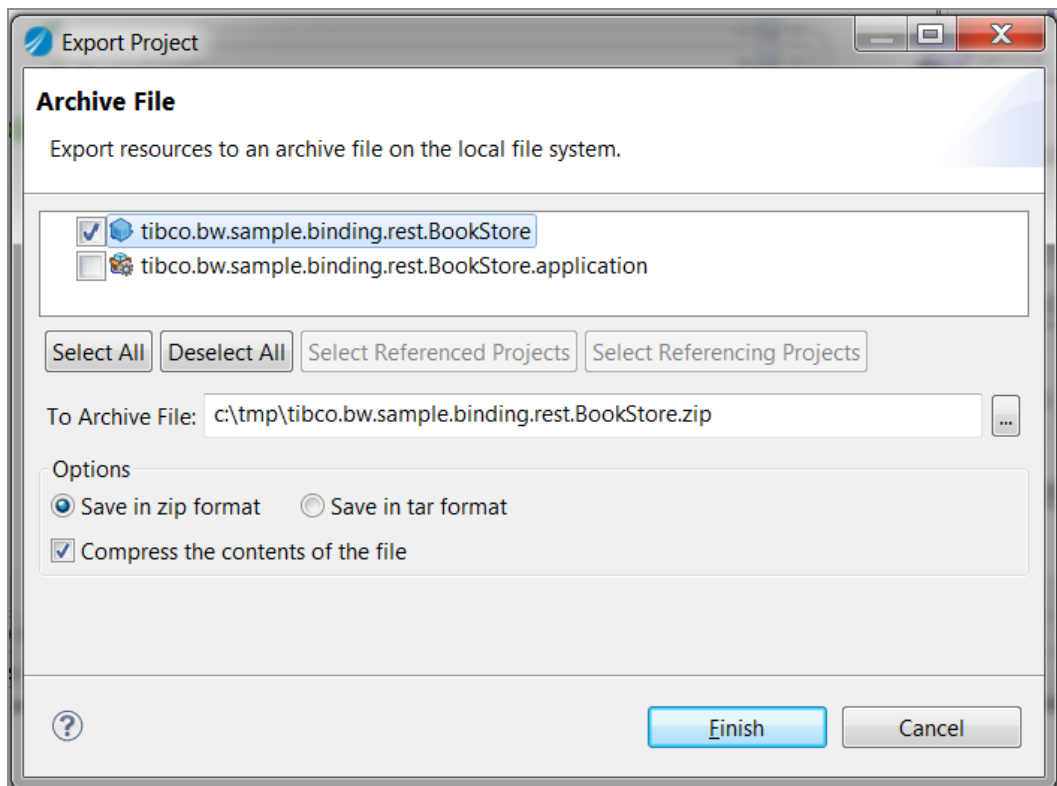 Export Project
Archive File
Export resources to an archive file on the local file system.
tibco.bw.sample.binding.rest.BookStore
tibco.bw.sample.binding.rest.BookStore.application
Select All Deselect All Select Referenced Projects Select Referencing Projects
To Archive File: c:\tmp\tibco.bw.sample.binding.rest.BookStore.zip ...
Options
Save in zip format Save in tar format
Compress the contents of the file
? Finish Cancel